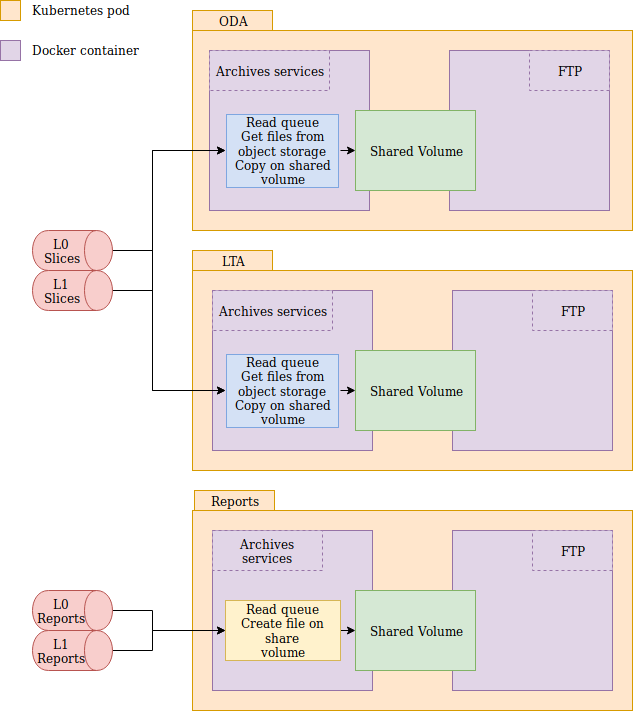 Kubernetes pod
Docker container
ODA
Archives services
FTP
Read queue
Get files from
object storage
Copy on shared
volume
Shared Volume
L0
Slices
L1
Slices
LTA
Archives services
FTP
Read queue
Get files from
object storage
Copy on shared
volume
Shared Volume
Reports
Archives
services
FTP
L0
Reports
L1
Reports
Read queue
Create file on
share
volume
Shared Volume